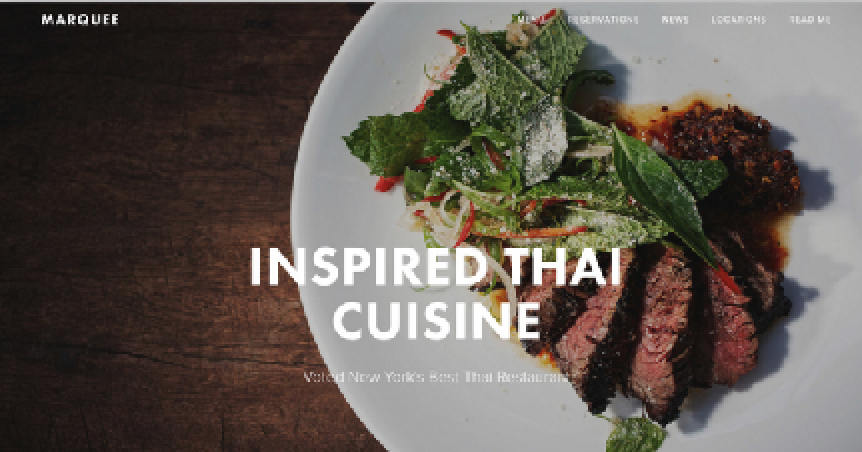 MARQUEE
MENU RESERVATIONS NEWS LOCATIONS READ ME
INSPIRED THAI
CUISINE
Voted New York's Best Thai Restaurant